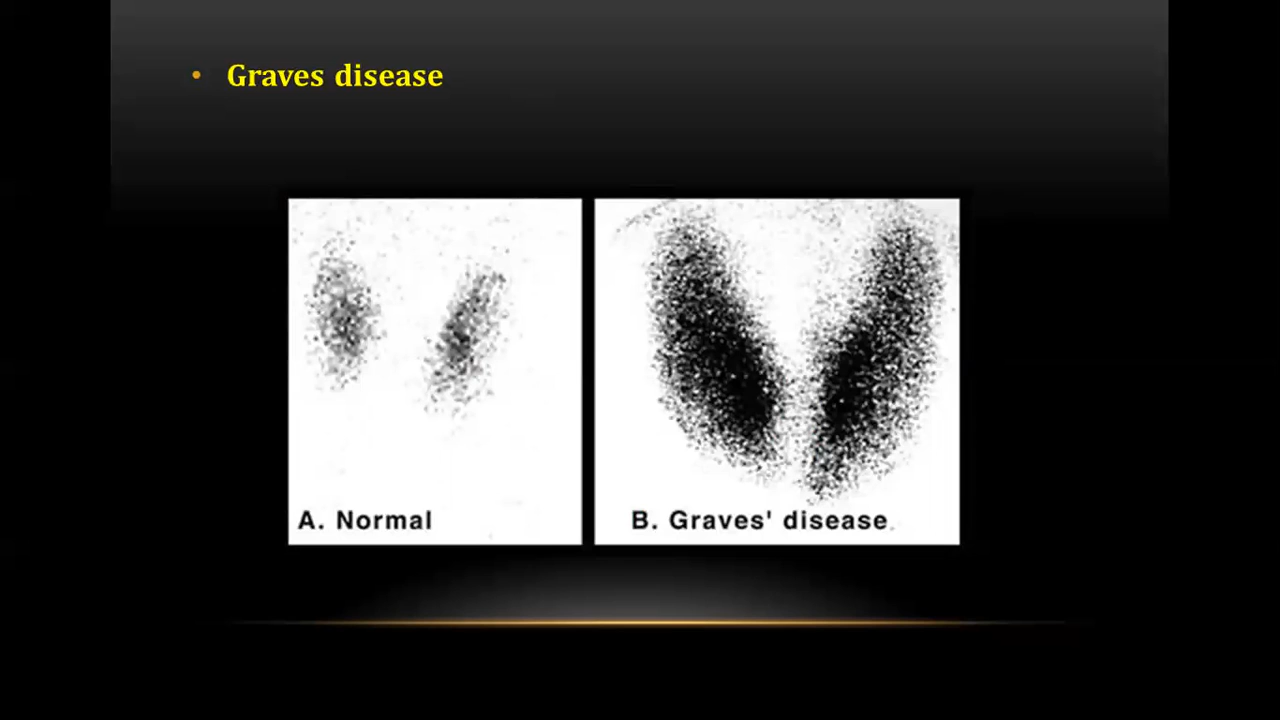 • Graves disease
A. Normal
B. Graves' disease